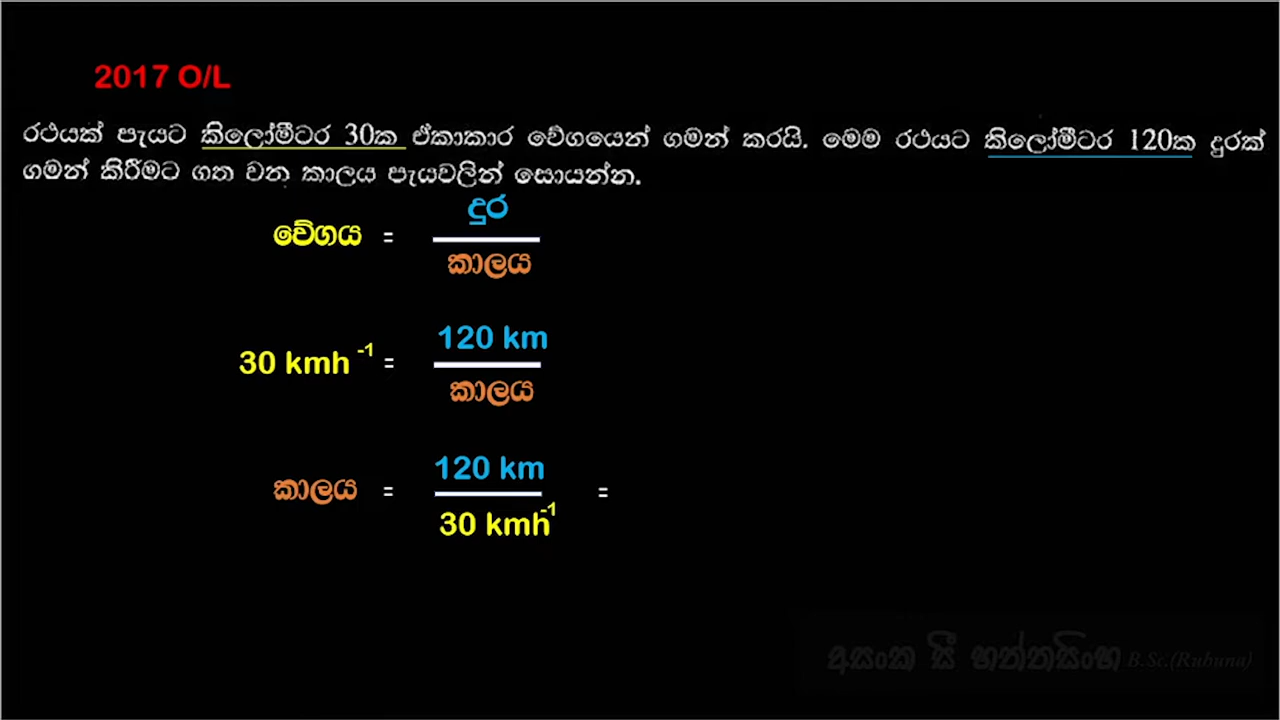 2017 O/L
රථයක් පැයට කිලෝමීටර 30ක ඒකාකාර වේගයෙන් ගමන් කරයි. මෙම රථයට කිලෝමීටර 120ක දුරක්
ගමන් කිරීමට ගත වන කාලය පැයවලින් සොයන්න.
වේගය = දුර
කාලය
30 kmh⁻¹ = 120 km
කාලය
කාලය = 120 km =
30 kmh⁻¹
අසංක සී හත්තසිංහ B.Sc.(Ruhuna)